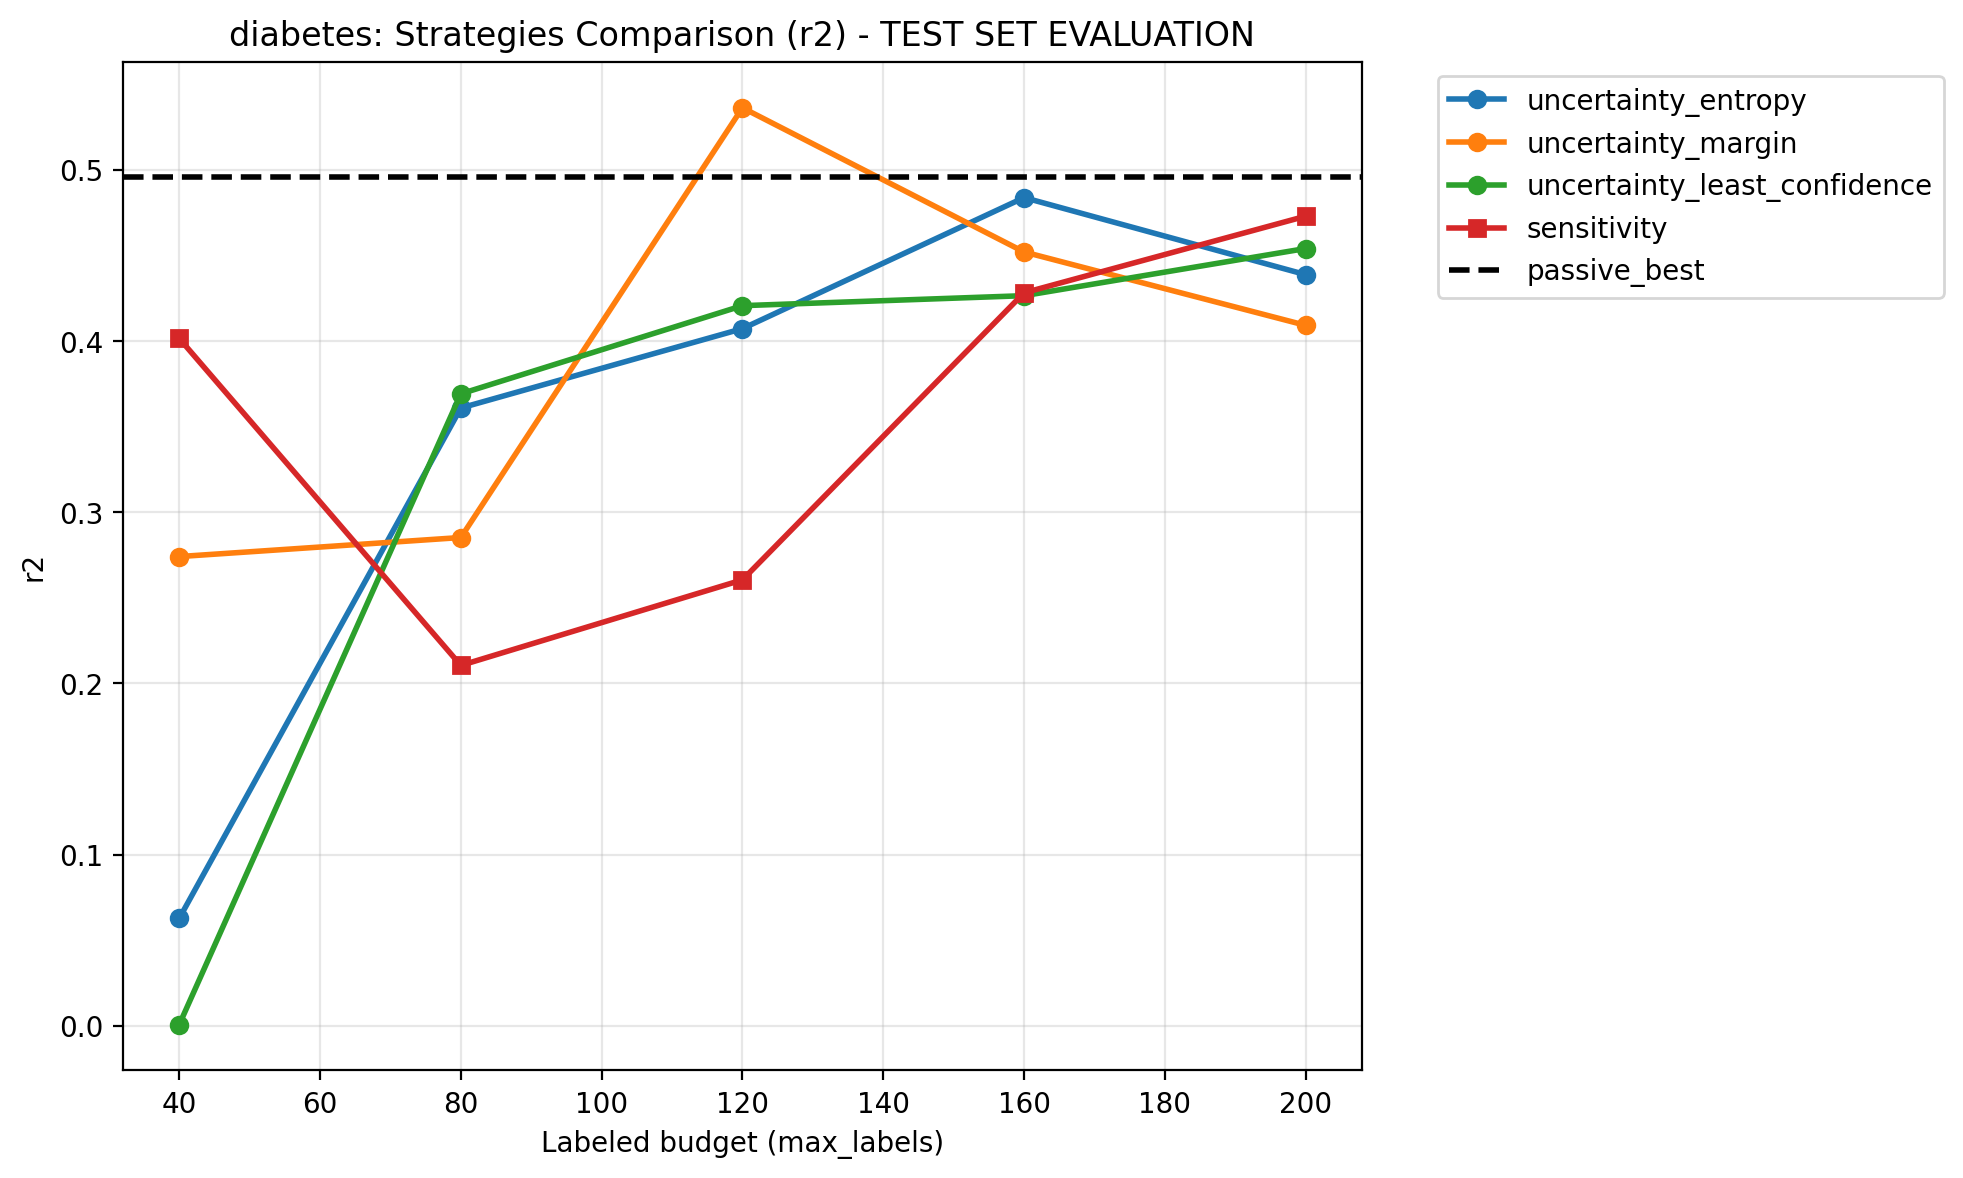 diabetes: Strategies Comparison (r2) - TEST SET EVALUATION
uncertainty_entropy
uncertainty_margin
uncertainty_least_confidence
sensitivity
passive_best
r2
0.5
0.4
0.3
0.2
0.1
0.0
40 60 80 100 120 140 160 180 200
Labeled budget (max_labels)